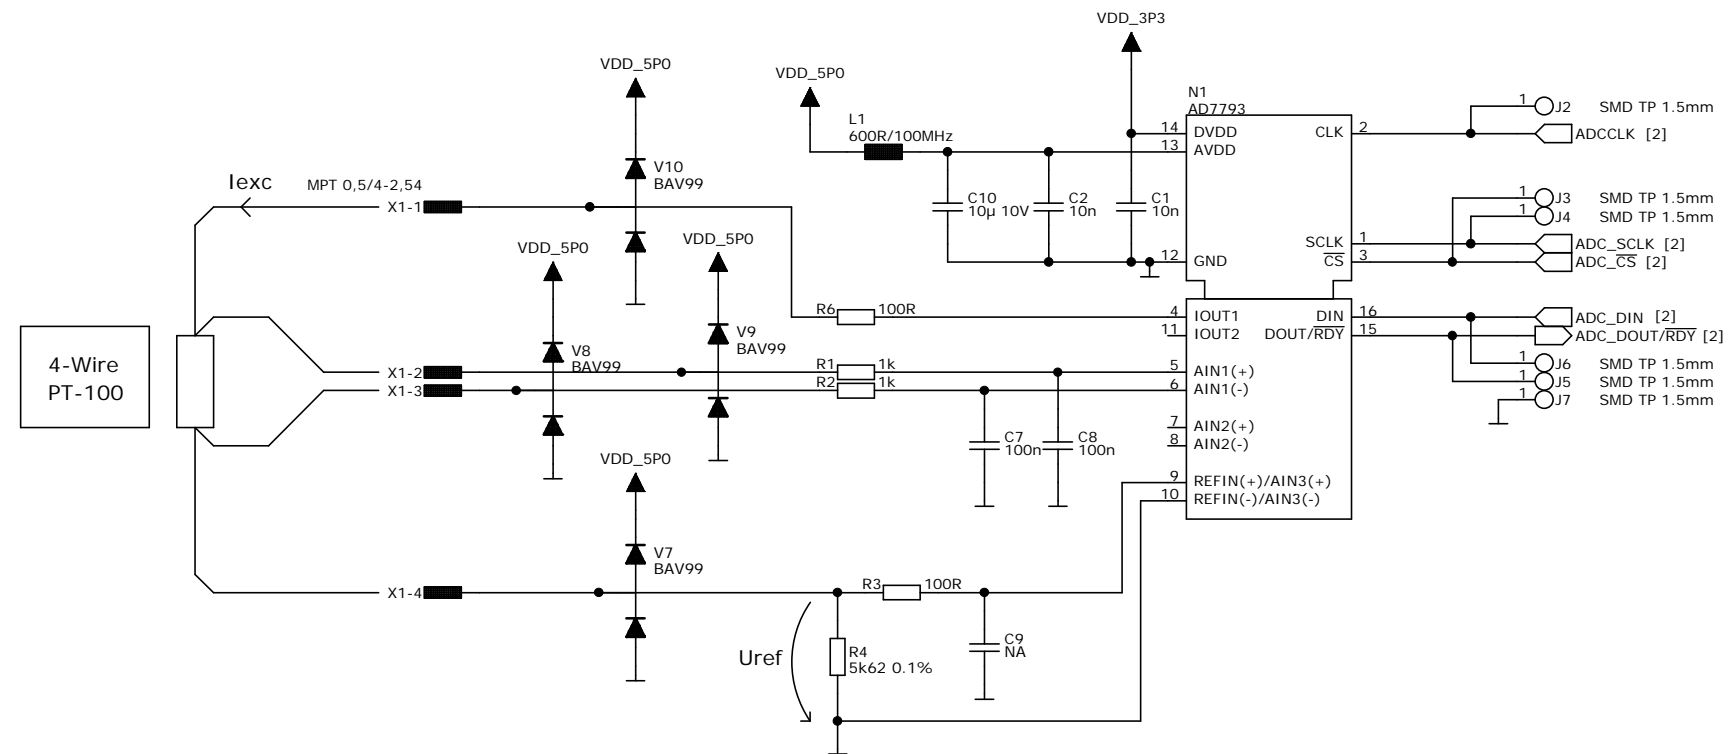 VDD_3P3
VDD_5P0
VDD_5P0
N1
AD7793
L1
600R/100MHz
14 DVDD
13 AVDD
CLK 2
1 J2 SMD TP 1.5mm
ADCCLK [2]
V10
BAV99
Iexc
MPT 0,5/4-2,54
X1-1
C10
10µ 10V
C2
10n
C1
10n
1 J3 SMD TP 1.5mm
1 J4 SMD TP 1.5mm
SCLK 1
ADC_SCLK [2]
12 GND
CS 3
ADC_CS [2]
VDD_5P0
VDD_5P0
R6 100R
4 IOUT1
11 IOUT2
DIN 16
DOUT/RDY 15
ADC_DIN [2]
ADC_DOUT/RDY [2]
V8
BAV99
V9
BAV99
4-Wire
PT-100
X1-2
X1-3
R1 1k
R2 1k
5 AIN1(+)
6 AIN1(-)
1 J6 SMD TP 1.5mm
1 J5 SMD TP 1.5mm
1 J7 SMD TP 1.5mm
7 AIN2(+)
8 AIN2(-)
C7
100n
C8
100n
9 REFIN(+)/AIN3(+)
10 REFIN(-)/AIN3(-)
VDD_5P0
V7
BAV99
X1-4
R3 100R
C9
NA
Uref
R4
5k62 0.1%